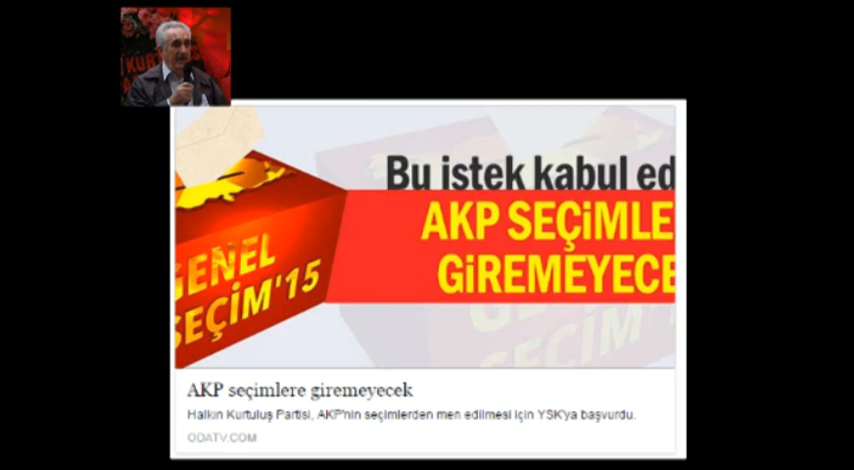 Bu istek kabul ed
AKP SEÇİMLE
GİREMEYECE
GENEL
SEÇİM'15
AKP seçimlere giremeyecek
Halkın Kurtuluş Partisi, AKP'nin seçimlerden men edilmesi için YSK'ya başvurdu.
ODATV.COM